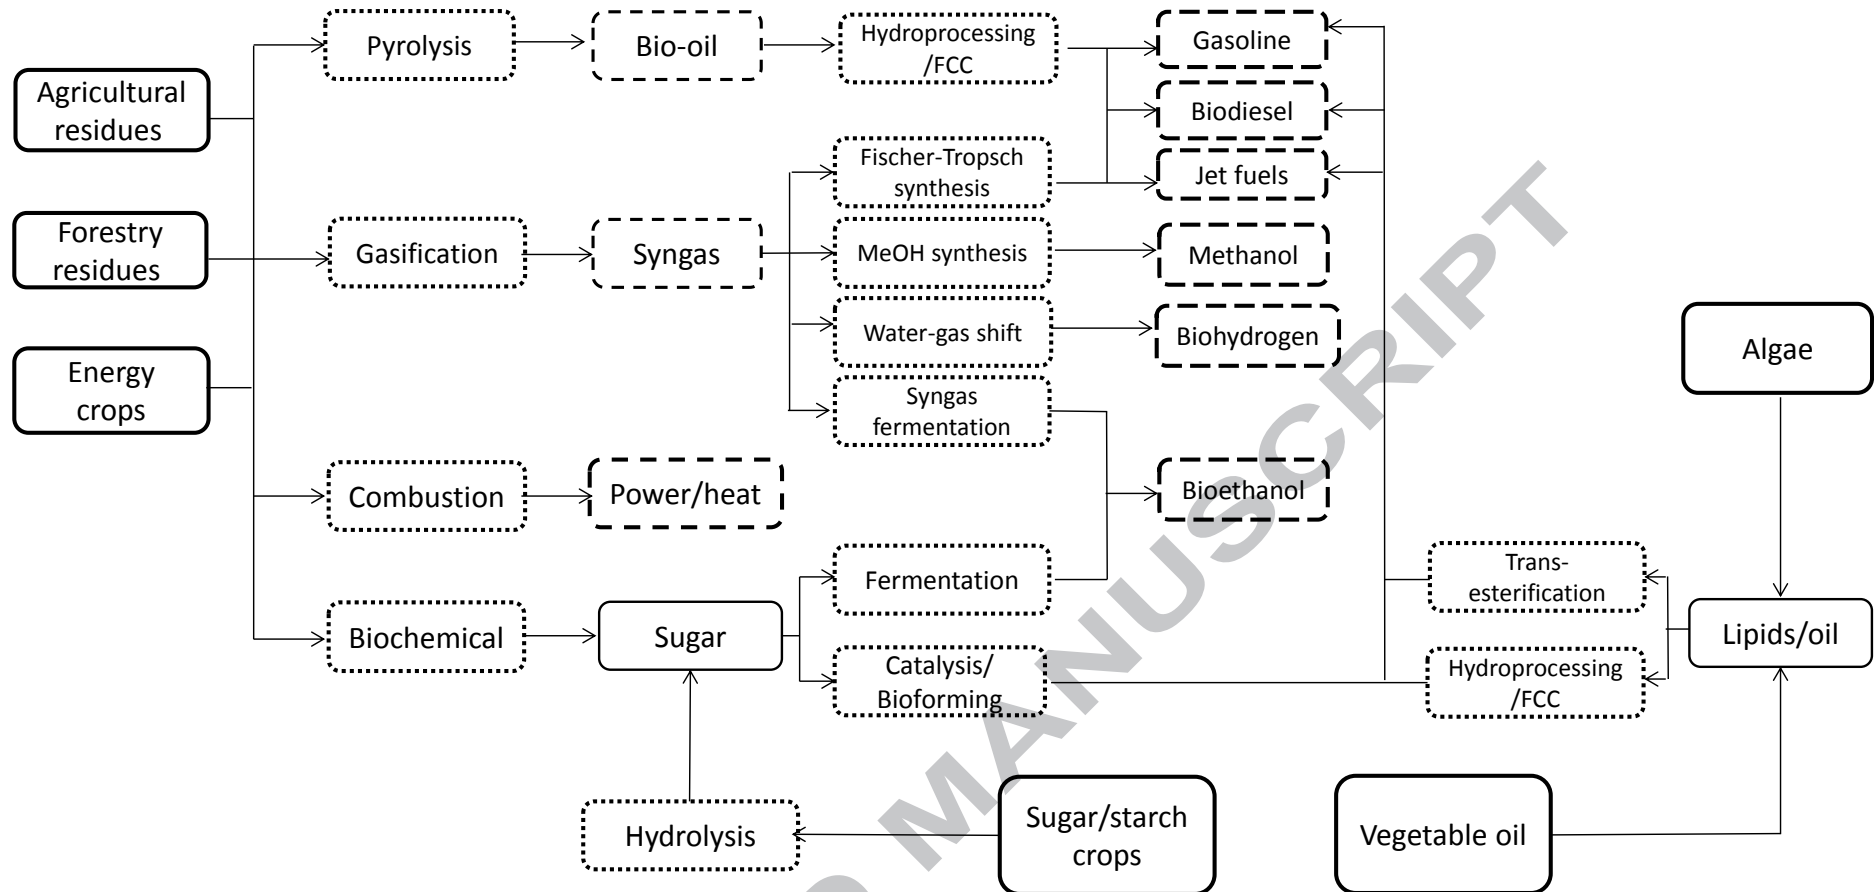 Pyrolysis
Bio-oil
Hydroprocessing
/FCC
Gasoline
Agricultural
residues
Biodiesel
Fischer-Tropsch
synthesis
Jet fuels
Forestry
residues
Gasification
Syngas
MeOH synthesis
Methanol
Water-gas shift
Biohydrogen
Algae
Energy
crops
Syngas
fermentation
Combustion
Power/heat
Bioethanol
Fermentation
Trans-
esterification
Biochemical
Sugar
Lipids/oil
Catalysis/
Bioforming
Hydroprocessing
/FCC
Hydrolysis
Sugar/starch
crops
Vegetable oil
MANUSCRIPT